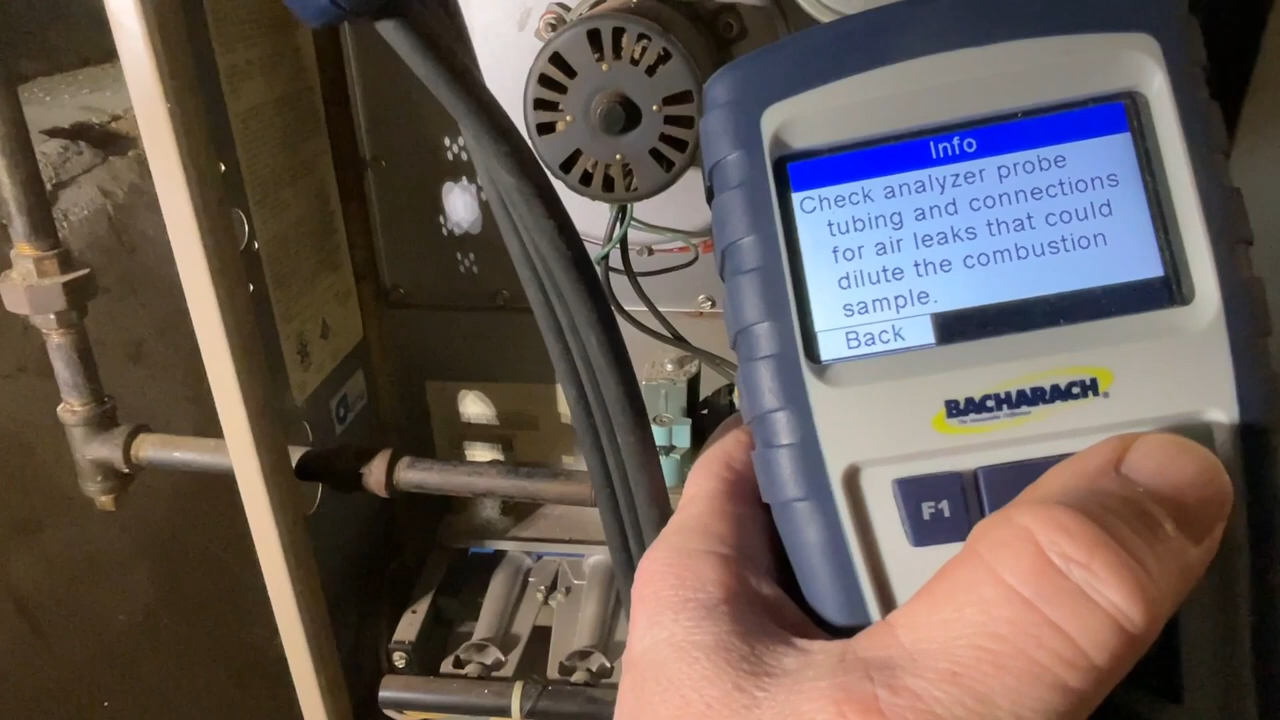 Info
Check analyzer probe
tubing and connections
for air leaks that could
dilute the combustion
sample.
Back
BACHARACH
F1